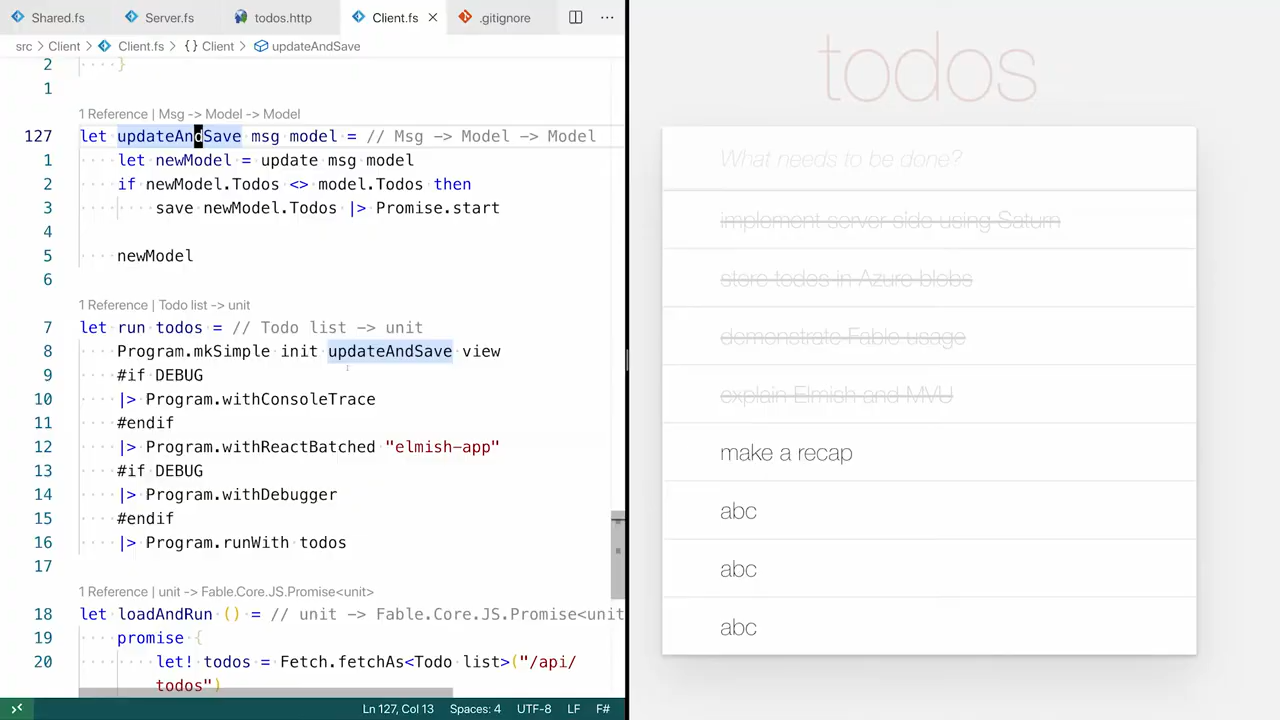 Shared.fs
Server.fs
todos.http
Client.fs
.gitignore
src > Client > Client.fs > {} Client > updateAndSave
2 }
1
1 Reference | Msg -> Model -> Model
127 let updateAndSave msg model = // Msg -> Model -> Model
1 let newModel = update msg model
2 if newModel.Todos <> model.Todos then
3 save newModel.Todos |> Promise.start
4
5 newModel
6
1 Reference | Todo list -> unit
7 let run todos = // Todo list -> unit
8 Program.mkSimple init updateAndSave view
9 #if DEBUG
10 |> Program.withConsoleTrace
11 #endif
12 |> Program.withReactBatched "elmish-app"
13 #if DEBUG
14 |> Program.withDebugger
15 #endif
16 |> Program.runWith todos
17
1 Reference | unit -> Fable.Core.JS.Promise<unit>
18 let loadAndRun () = // unit -> Fable.Core.JS.Promise<unit
19 promise {
20 let! todos = Fetch.fetchAs<Todo list>("/api/
todos")
Ln 127, Col 13
Spaces: 4
UTF-8
LF
F#
todos
What needs to be done?
implement server side using Saturn
store todos in Azure blobs
demonstrate Fable usage
explain Elmish and MVU
make a recap
abc
abc
abc